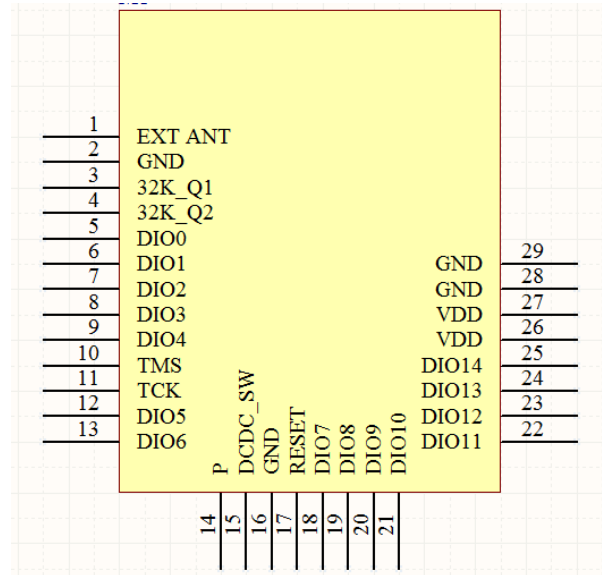 1 EXT ANT
2 GND
3 32K_Q1
4 32K_Q2
5 DIO0
6 DIO1
7 DIO2
8 DIO3
9 DIO4
10 TMS
11 TCK
12 DIO5
13 DIO6
GND 29
GND 28
VDD 27
VDD 26
DIO14 25
DIO13 24
DIO12 23
DIO11 22
P 14
DCDC_SW 15
GND 16
RESET 17
DIO7 18
DIO8 19
DIO9 20
DIO10 21